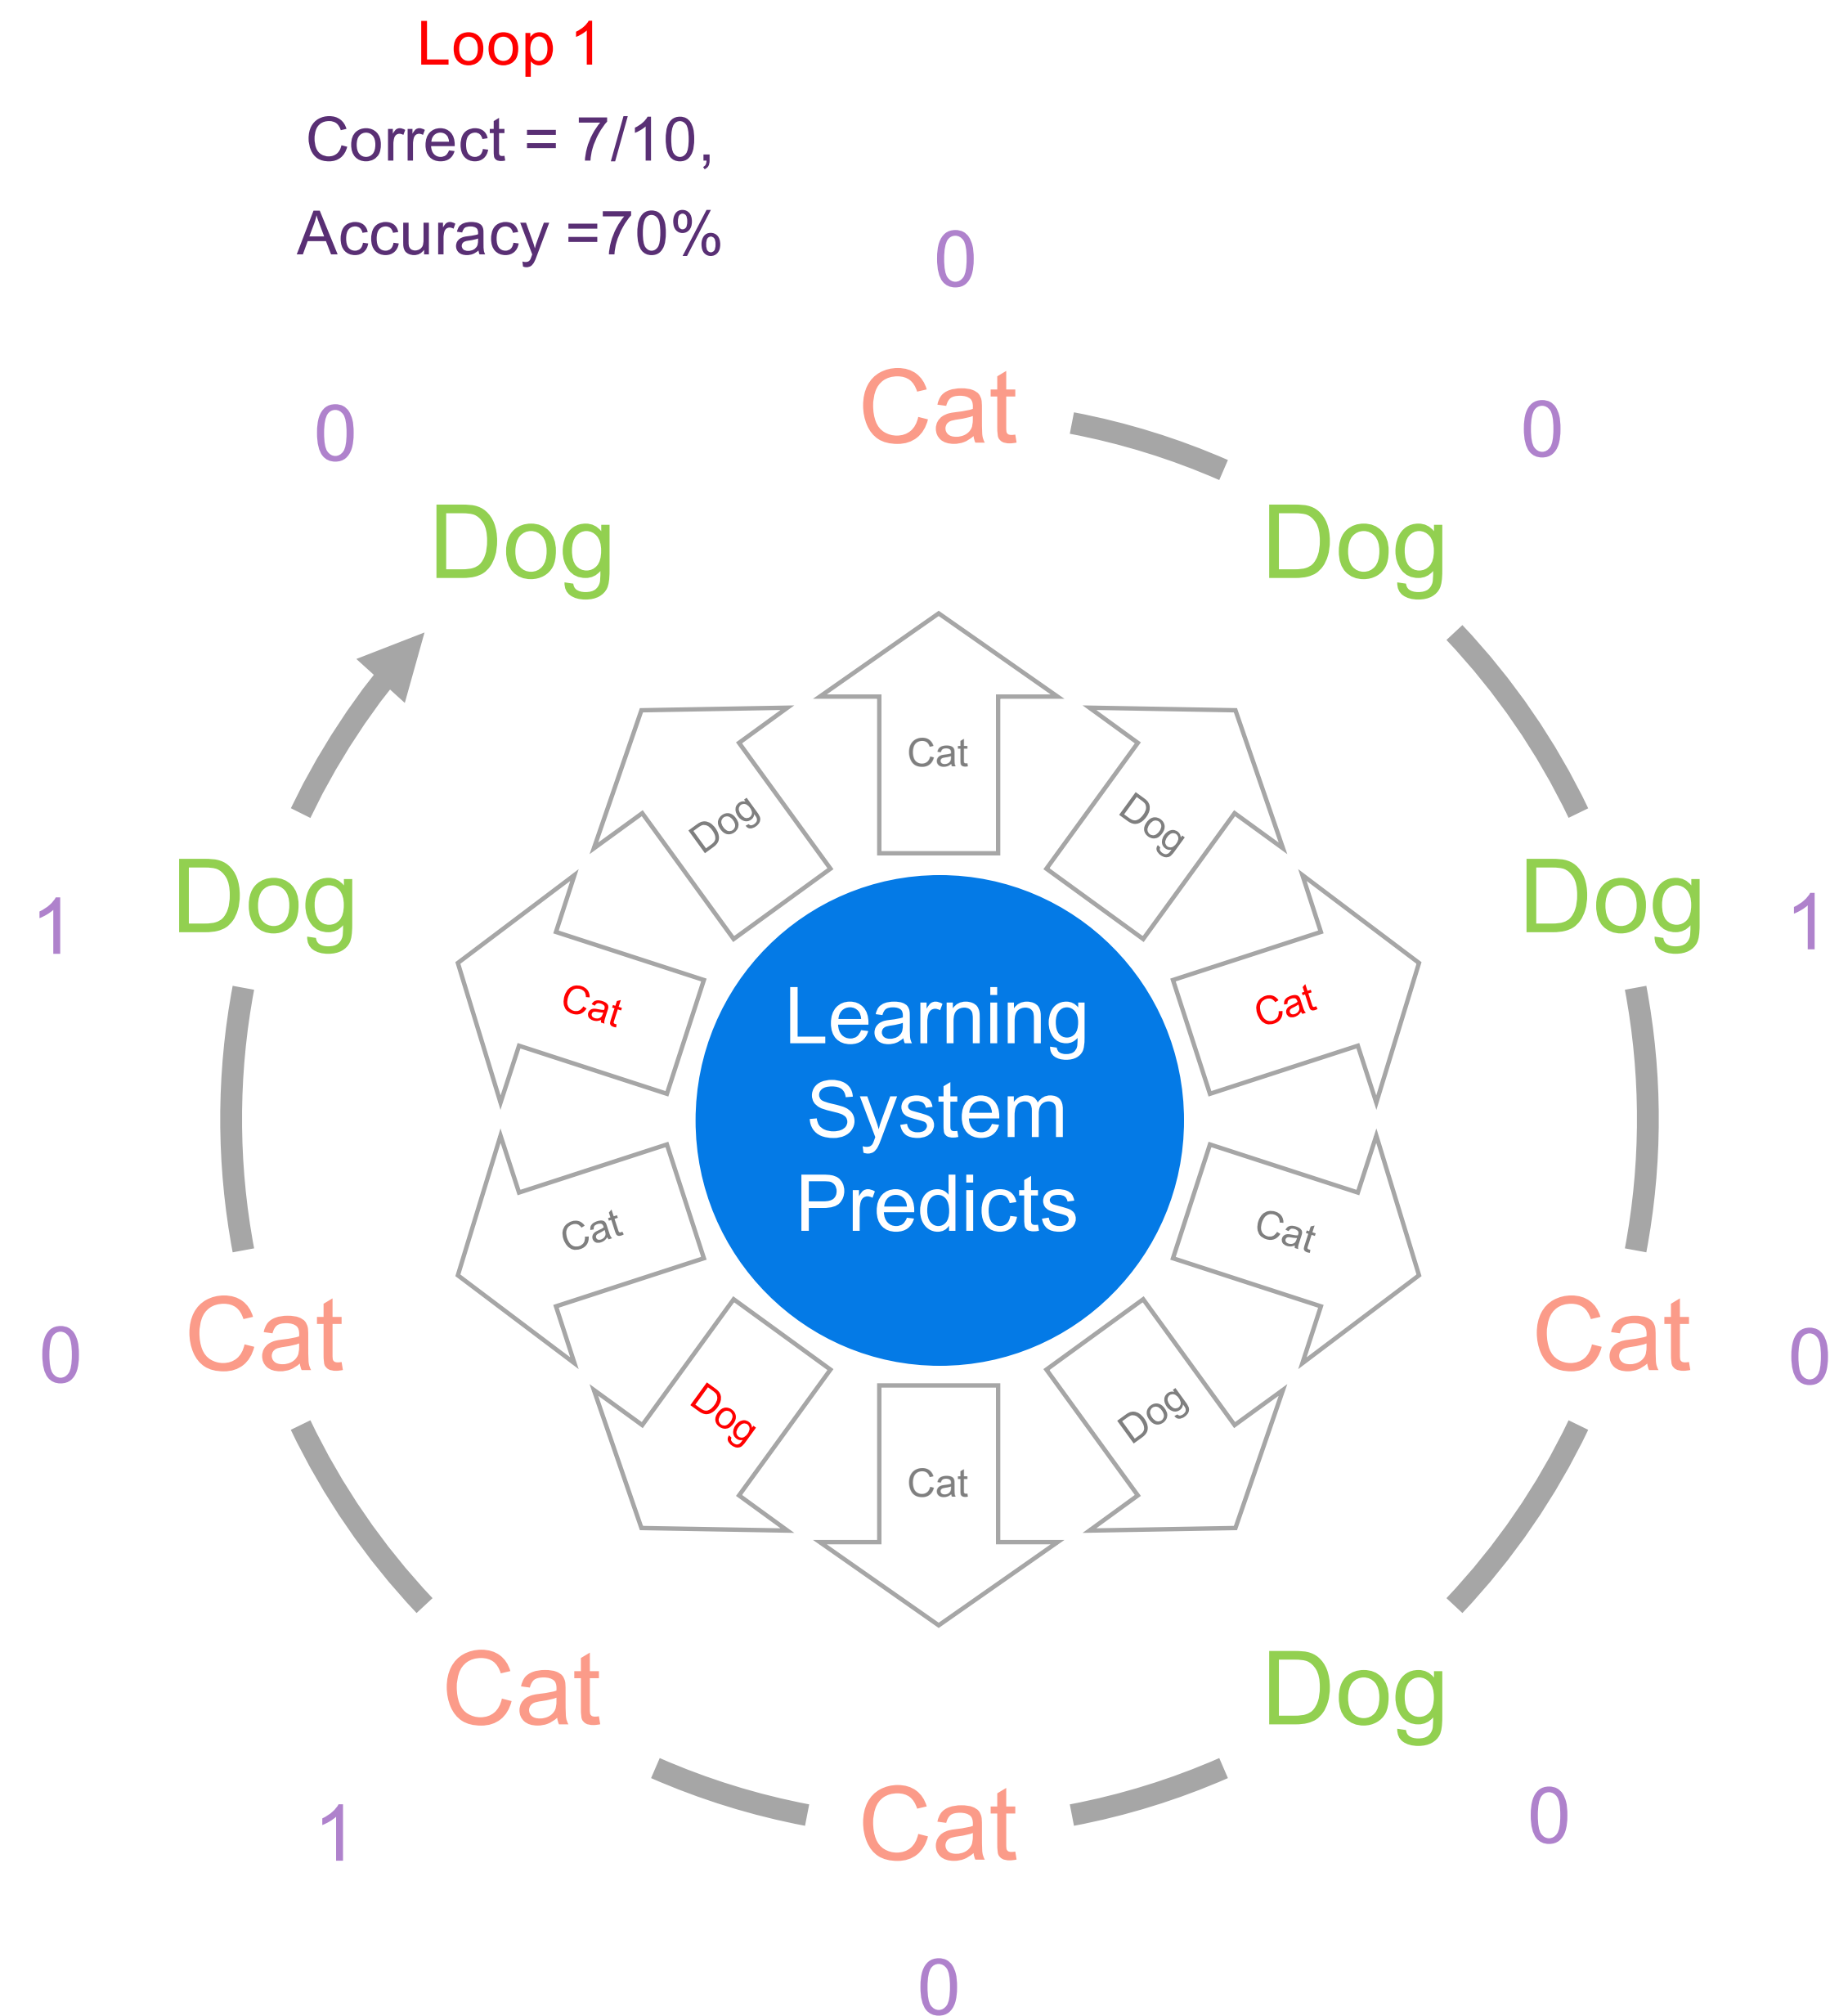 Loop 1
Correct = 7/10,
Accuracy =70%
0
Cat
0
0
Dog
Dog
Cat
Dog
Dog
Dog
Dog
1
1
Cat
Cat
Learning
System
Predicts
Cat
Cat
Cat
Cat
0
0
Dog
Dog
Cat
Cat
Dog
Cat
1
0
0